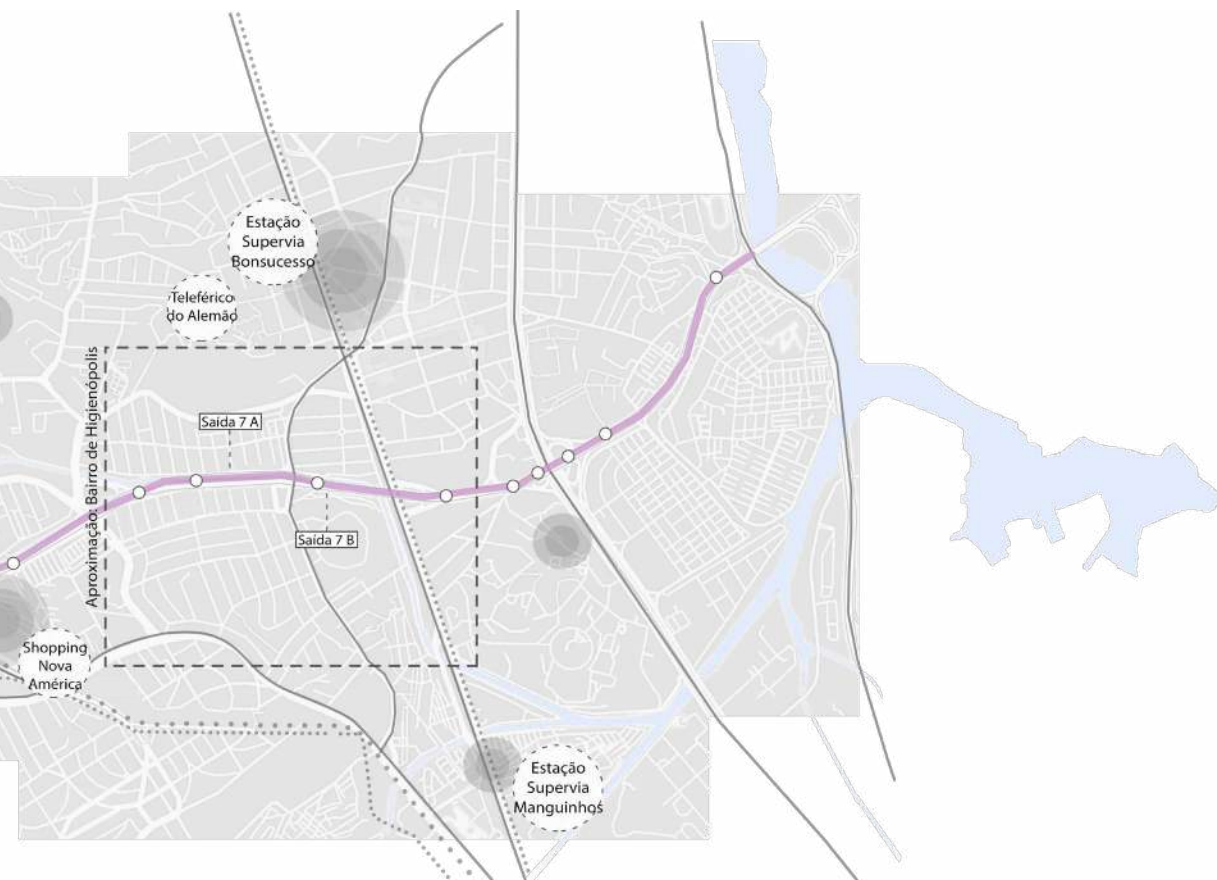 Estação
Supervia
Bonsucesso
Teleférico
do Alemão
Aproximação: Bairro de Higienópolis
Saída 7 A
Saída 7 B
Shopping
Nova
América
Estação
Supervia
Manguinhos